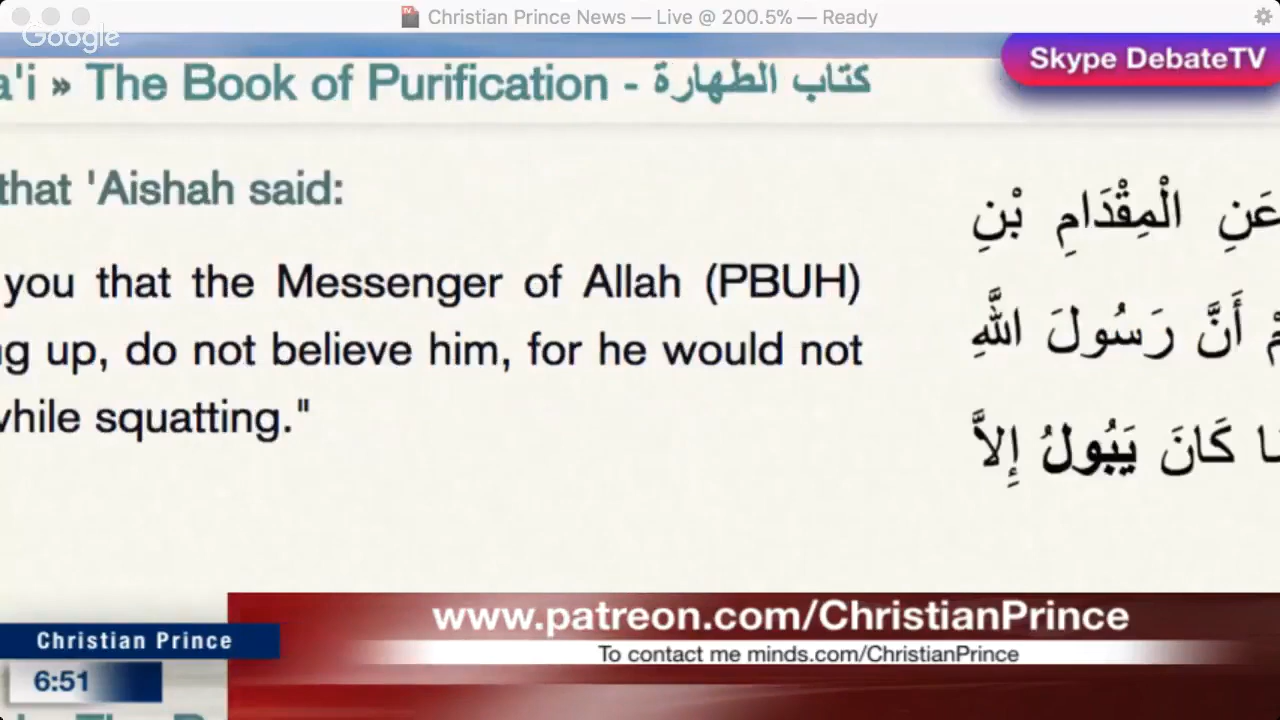 Christian Prince News — Live @ 200.5% — Ready
Google
Skype DebateTV
a'i » The Book of Purification - كتاب الطهارة
that 'Aishah said:
you that the Messenger of Allah (PBUH)
ng up, do not believe him, for he would not
while squatting."
عَنِ الْمِقْدَامِ بْنِ
مْ أَنَّ رَسُولَ اللَّهِ
مَا كَانَ يَبُولُ إِلاَّ
www.patreon.com/ChristianPrince
Christian Prince
To contact me minds.com/ChristianPrince
6:51